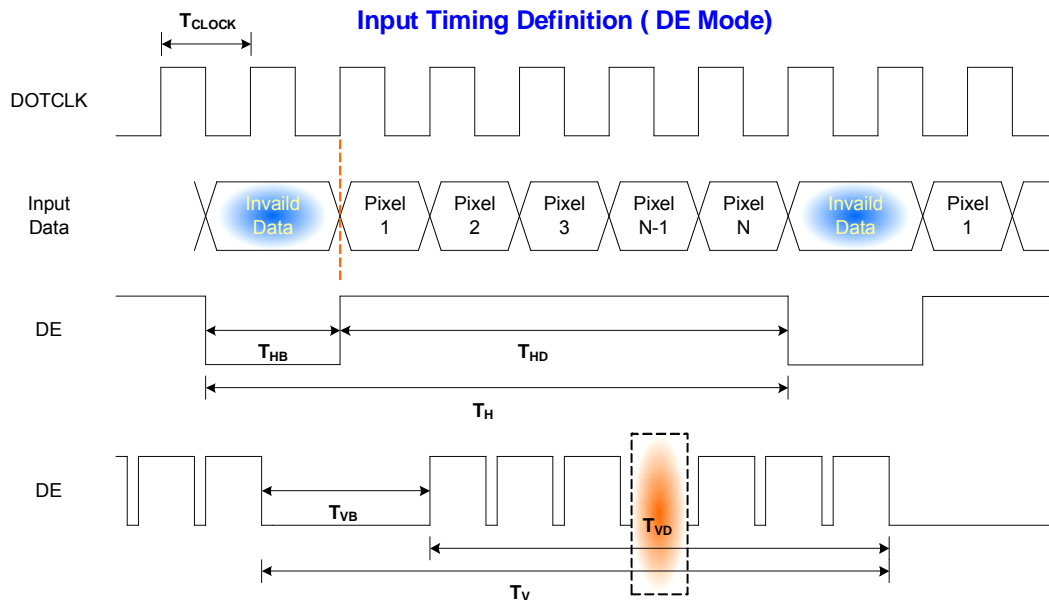 Input Timing Definition ( DE Mode)
TCLOCK
DOTCLK
Input
Data
Invaild
Data
Pixel
1
Pixel
2
Pixel
3
Pixel
N-1
Pixel
N
Invaild
Data
Pixel
1
DE
THB
THD
TH
DE
TVB
TVD
TV